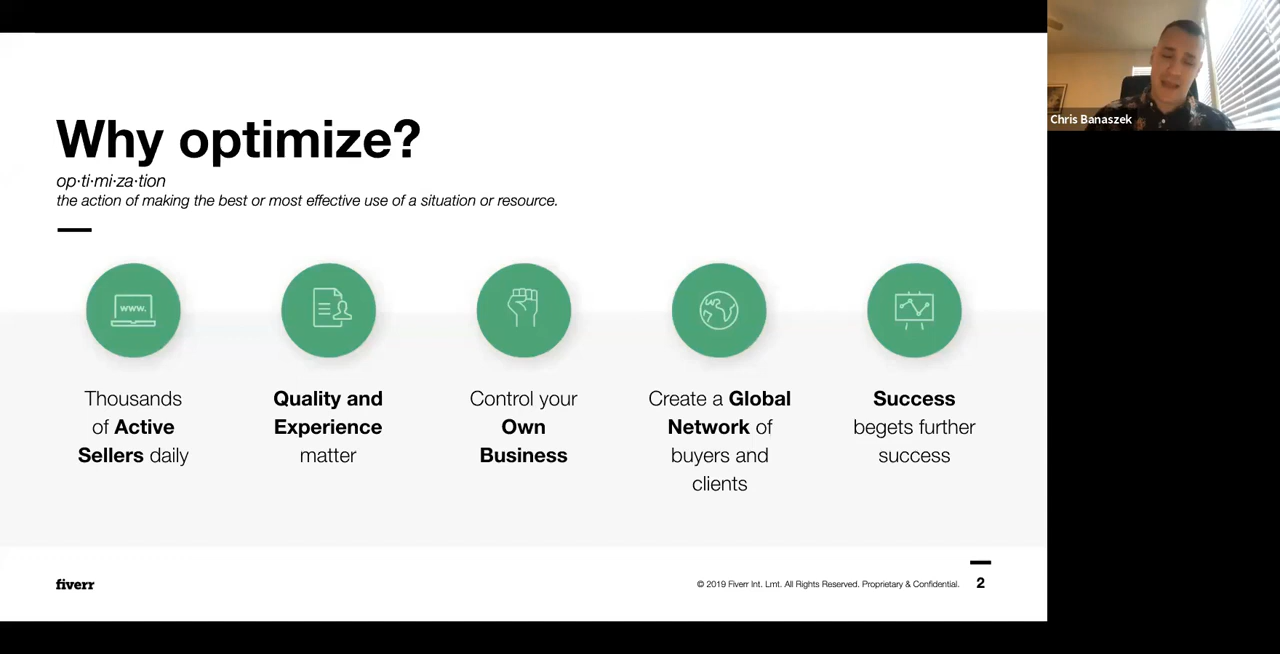 Why optimize?
op·ti·mi·za·tion
the action of making the best or most effective use of a situation or resource.
www.
Thousands
of Active
Sellers daily
Quality and
Experience
matter
Control your
Own
Business
Create a Global
Network of
buyers and
clients
Success
begets further
success
fiverr
© 2019 Fiverr Int. Lmt. All Rights Reserved. Proprietary & Confidential.
2
Chris Banaszek